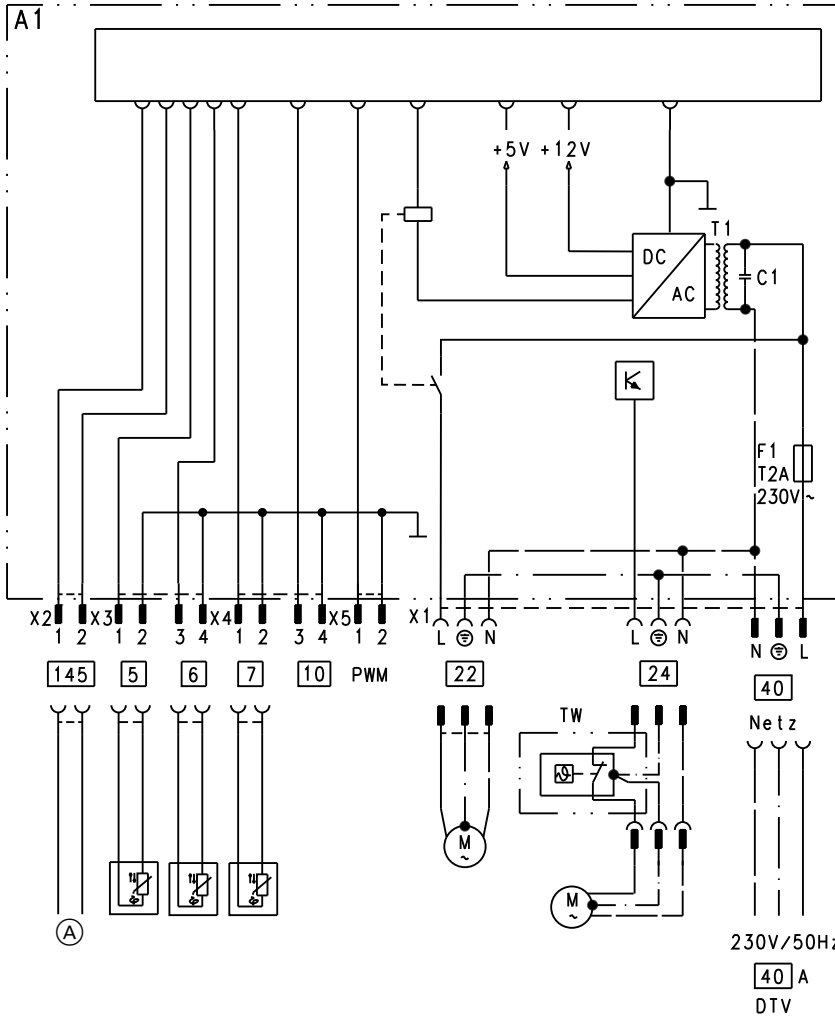 A1
+5V +12V
T1
DC
AC
C1
F1
T2A
230V~
X2 X3 X4 X5 X1
1 2 1 2 3 4 1 2 3 4 1 2 L N L N N L
145 5 6 7 10 PWM 22 24 40
Netz
TW
ϑ
M
~
M
~
A
230V/50Hz
40 A
DTV